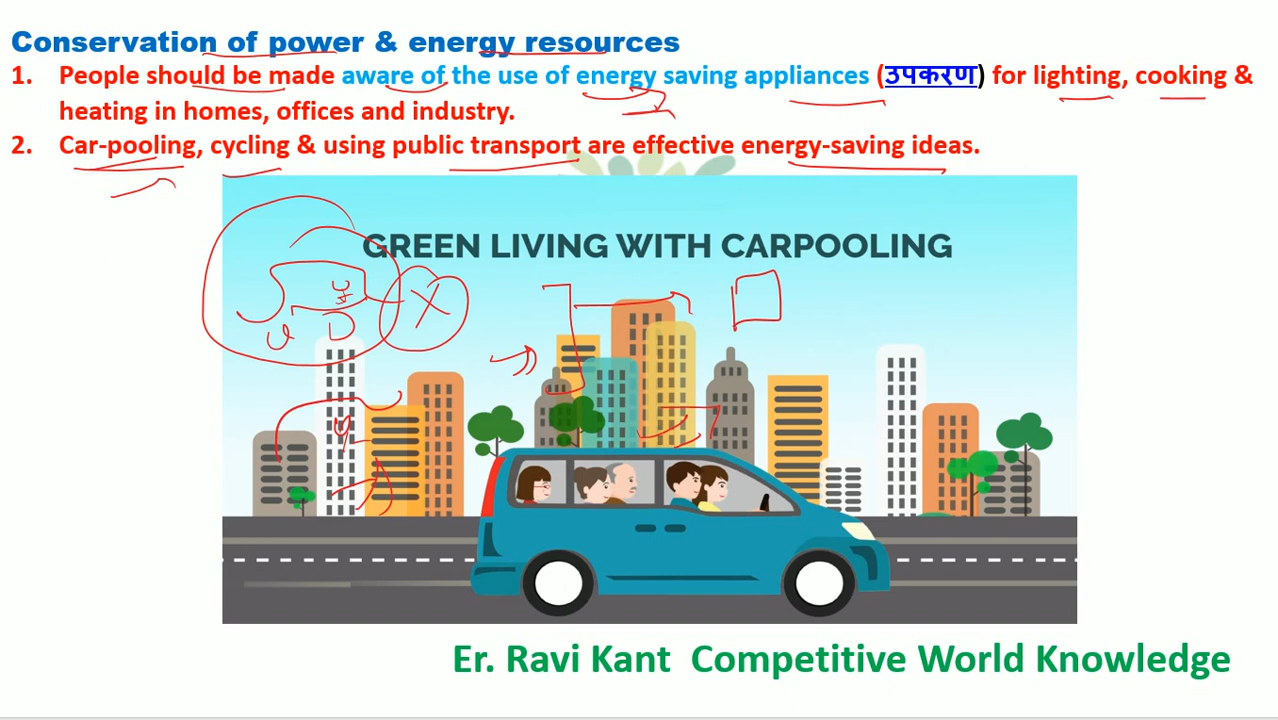 Conservation of power & energy resources
1. People should be made aware of the use of energy saving appliances (उपकरण) for lighting, cooking &
heating in homes, offices and industry.
2. Car-pooling, cycling & using public transport are effective energy-saving ideas.
GREEN LIVING WITH CARPOOLING
Er. Ravi Kant Competitive World Knowledge